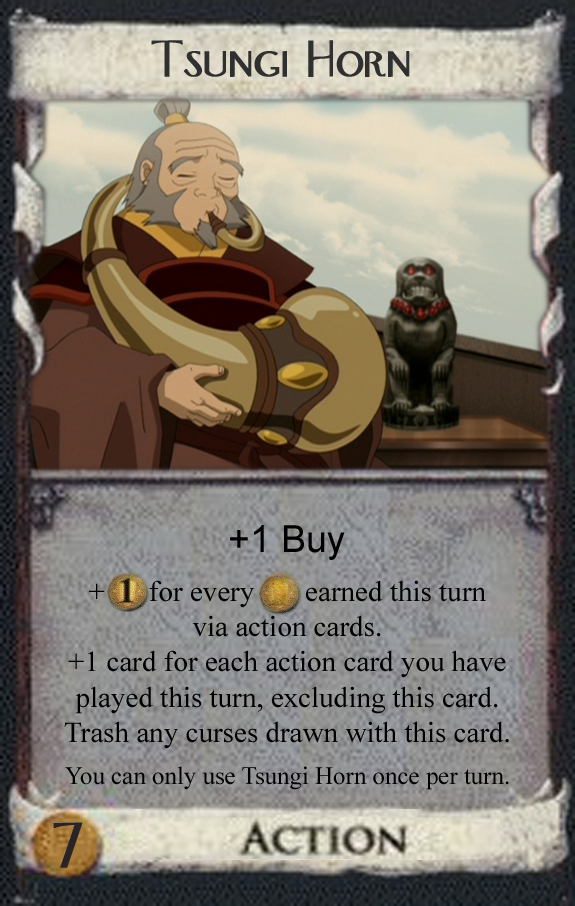 Tsungi Horn
+1 Buy
+ 1 for every earned this turn
via action cards.
+1 card for each action card you have
played this turn, excluding this card.
Trash any curses drawn with this card.
You can only use Tsungi Horn once per turn.
7 Action